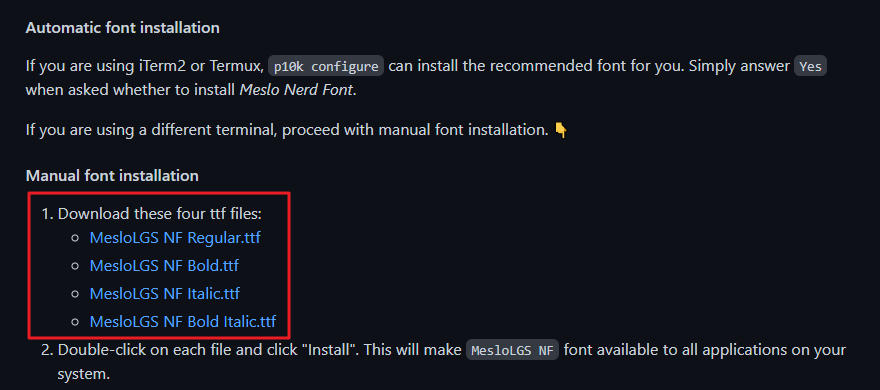 Automatic font installation
If you are using iTerm2 or Termux, p10k configure can install the recommended font for you. Simply answer Yes
when asked whether to install Meslo Nerd Font.
If you are using a different terminal, proceed with manual font installation. 👇
Manual font installation
1. Download these four ttf files:
MesloLGS NF Regular.ttf
MesloLGS NF Bold.ttf
MesloLGS NF Italic.ttf
MesloLGS NF Bold Italic.ttf
2. Double-click on each file and click "Install". This will make MesloLGS NF font available to all applications on your
system.